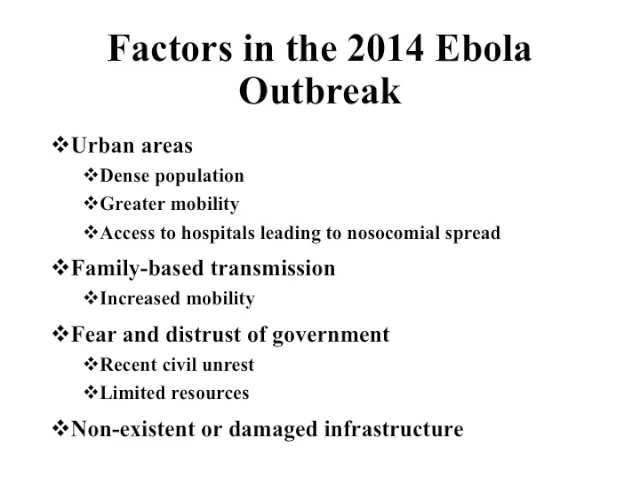 Factors in the 2014 Ebola
Outbreak
❖Urban areas
❖Dense population
❖Greater mobility
❖Access to hospitals leading to nosocomial spread
❖Family-based transmission
❖Increased mobility
❖Fear and distrust of government
❖Recent civil unrest
❖Limited resources
❖Non-existent or damaged infrastructure